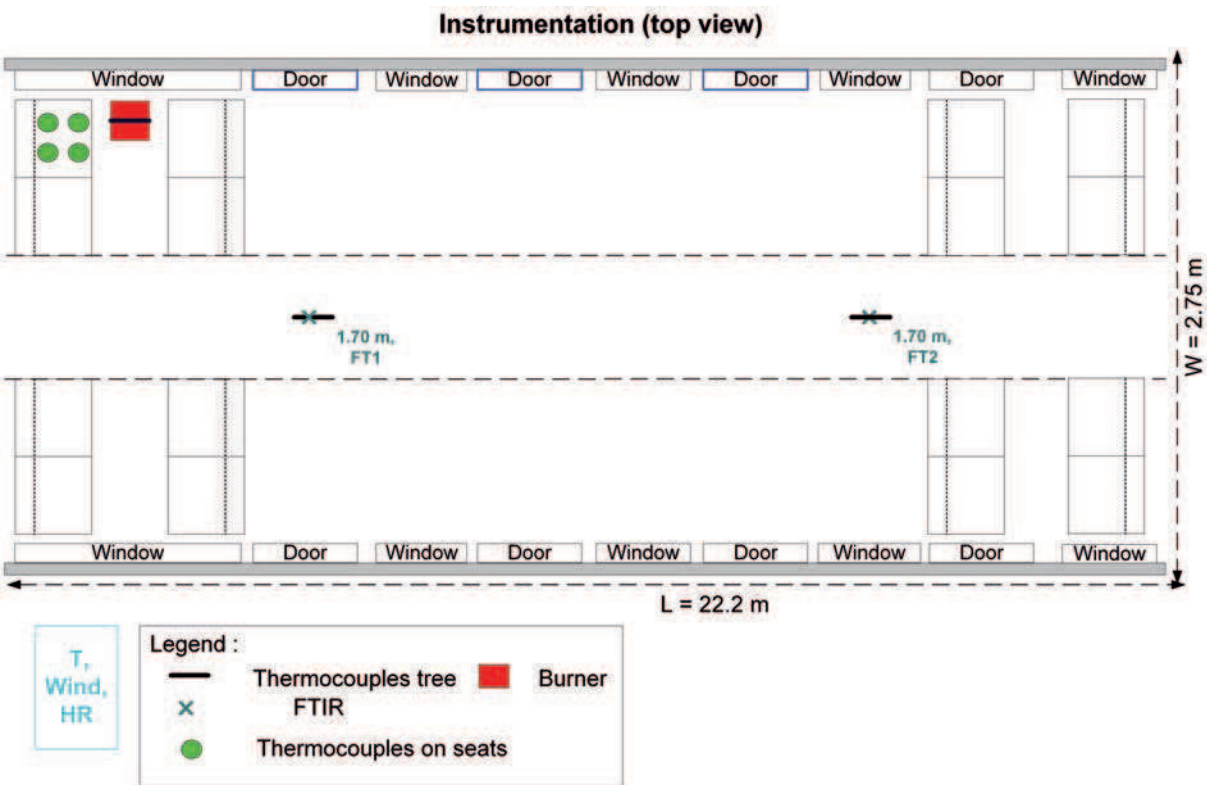 Instrumentation (top view)
Window Door Window Door Window Door Window Door Window
1.70 m,
FT1
1.70 m,
FT2
W = 2.75 m
Window Door Window Door Window Door Window Door Window
L = 22.2 m
T,
Wind,
HR
Legend :
Thermocouples tree Burner
FTIR
Thermocouples on seats